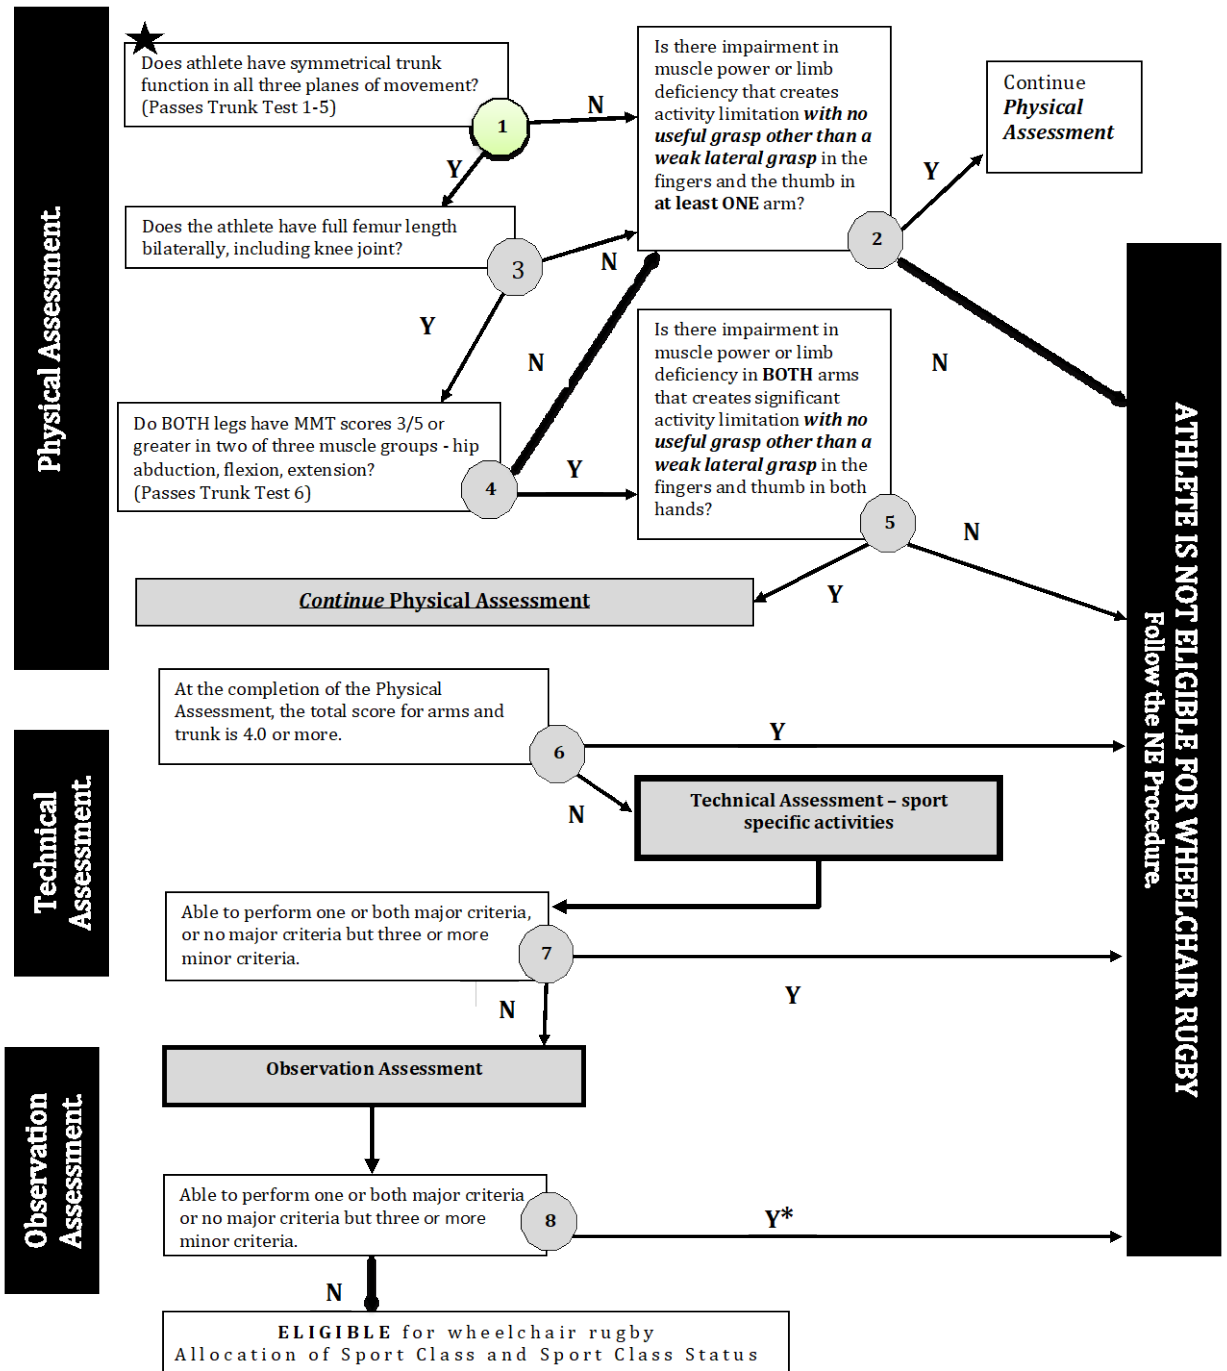 Physical Assessment.
Does athlete have symmetrical trunk
function in all three planes of movement?
(Passes Trunk Test 1-5)
1
N
Y
Is there impairment in
muscle power or limb
deficiency that creates
activity limitation with no
useful grasp other than a
weak lateral grasp in the
fingers and the thumb in
at least ONE arm?
2
Y
N
Continue
Physical
Assessment
Does the athlete have full femur length
bilaterally, including knee joint?
3
N
Y
Do BOTH legs have MMT scores 3/5 or
greater in two of three muscle groups - hip
abduction, flexion, extension?
(Passes Trunk Test 6)
4
N
Y
Is there impairment in
muscle power or limb
deficiency in BOTH arms
that creates significant
activity limitation with no
useful grasp other than a
weak lateral grasp in the
fingers and thumb in both
hands?
5
Y
N
Continue Physical Assessment
ATHLETE IS NOT ELIGIBLE FOR WHEELCHAIR RUGBY
Follow the NE Procedure.
Technical
Assessment.
At the completion of the Physical
Assessment, the total score for arms and
trunk is 4.0 or more.
6
Y
N
Technical Assessment – sport
specific activities
Able to perform one or both major criteria,
or no major criteria but three or more
minor criteria.
7
Y
N
Observation
Assessment.
Observation Assessment
Able to perform one or both major criteria
or no major criteria but three or more
minor criteria.
8
Y*
N
ELIGIBLE for wheelchair rugby
Allocation of Sport Class and Sport Class Status